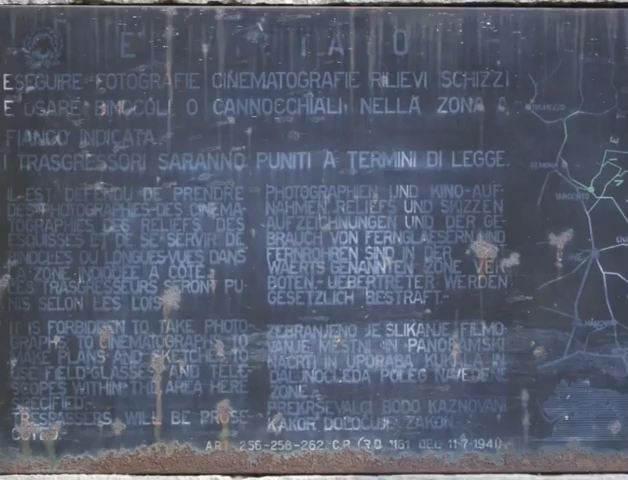 E TATO
ESEGUIRE FOTOGRAFIE CINEMATOGRAFIE RILIEVI SCHIZZI
E USARE BINOCOLI O CANNOCCHIALI NELLA ZONA A
FIANCO INDICATA.
I TRASGRESSORI SARANNO PUNITI A TERMINI DI LEGGE.
IL EST DEFENDU DE PRENDRE
DES PHOTOGRAPHIES-DES CINEMA-
TOGRAPHIES DES RELIEFS DES
ESQUISSES ET DE SE SERVIR DE
BINOCLES OU LONGUES-VUES DANS
LA ZONE INDIQUEE A COTE.
LES TRASGRESSEURS SERONT PU-
NIS SELON LES LOIS
IT IS FORBIDDEN TO TAKE PHOTO-
GRAPHS TO CINEMATOGRAPHS TO
MAKE PLANS AND SKETCHES TO
USE FIELD-GLASSES AND TELE-
SCOPES WITHIN THE AREA HERE
SPECIFIED.
TRESPASSERS WILL BE PROSE-
CUTED.
PHOTOGRAPHIEN UND KINO-AUF-
NAHMEN, RELIEFS UND SKIZZEN
AUFZEICHNUNGEN UND DER GE-
BRAUCH VON FERNGLAESERN UND
FERNROHREN SIND IN DER
WAERTS GENANNTEN ZONE VER-
BOTEN.- UEBERTRETER WERDEN
GESETZLICH BESTRAFT.-
ZEBRANJENO JE SLIKANJE FILMO-
VANJE MESTNI IN PANORAMSKI
NACRTI IN UPORABA KUKALA IN
DALJNOGLEDA POLEG NAVEDENE
ZONE.
PREKRSEVALCI BODO KAZNOVANI
KAKOR DOLOCUJE ZAKON.
ART. 256-258-262 C.P. (R.D. 1161 DEL 11-7-1941)